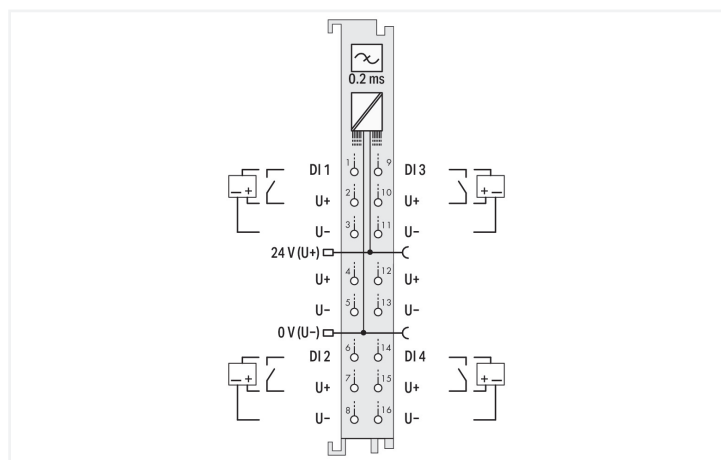 0.2 ms
DI 1 1 9 DI 3
U+ 2 10 U+
U− 3 11 U−
24 V (U+)
U+ 4 12 U+
U− 5 13 U−
0 V (U−)
DI 2 6 14 DI 4
U+ 7 15 U+
U− 8 16 U−